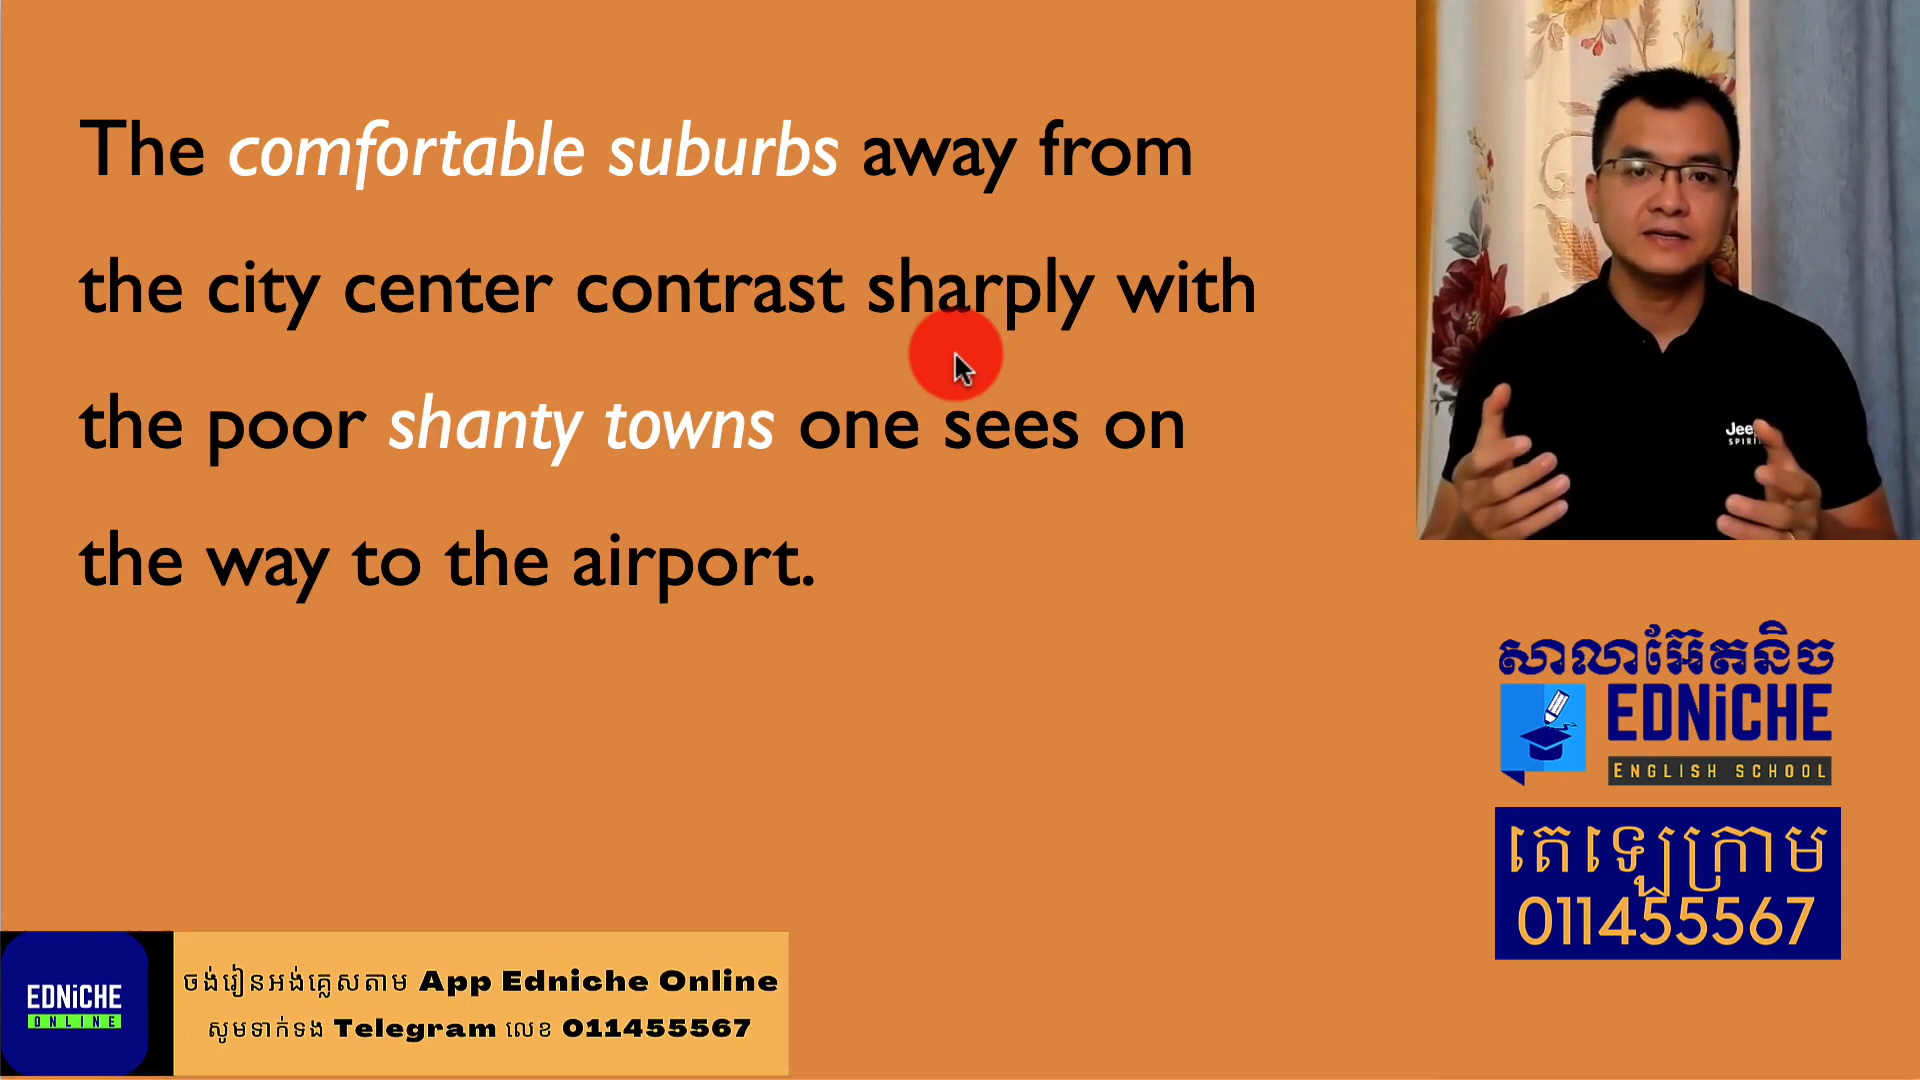 The comfortable suburbs away from
the city center contrast sharply with
the poor shanty towns one sees on
the way to the airport.
សាលាអ៊ែតនិច
EDNiCHE
ENGLISH SCHOOL
តេឡេក្រាម
011455567
EDNiCHE
ONLINE
ចង់រៀនអង់គ្លេសតាម App Edniche Online
សូមទាក់ទង Telegram លេខ 011455567